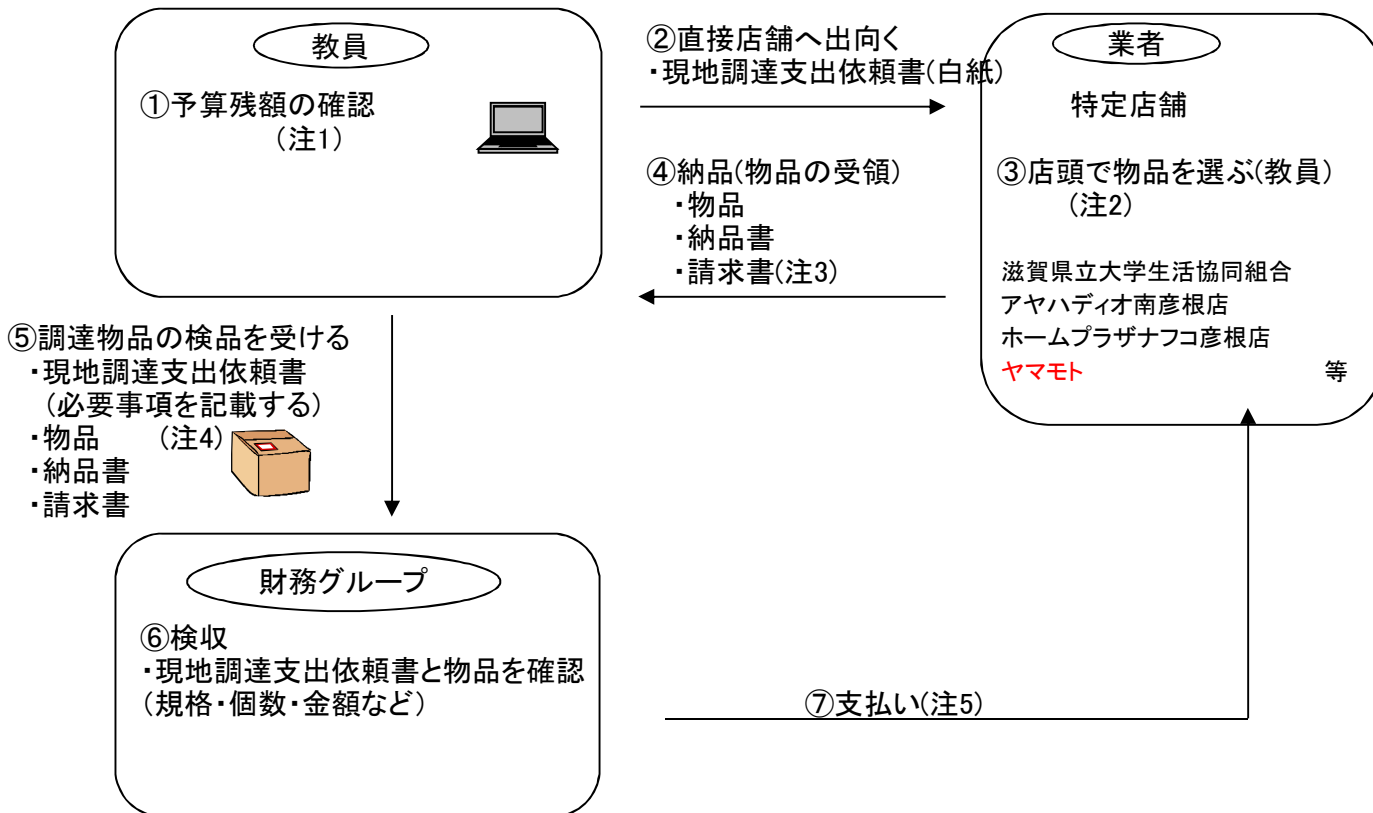 教員
①予算残額の確認
(注1)
②直接店舗へ出向く
・現地調達支出依頼書(白紙)
業者
特定店舗
③店頭で物品を選ぶ(教員)
(注2)
滋賀県立大学生活協同組合
アヤハディオ南彦根店
ホームプラザナフコ彦根店
ヤマモト 等
④納品(物品の受領)
・物品
・納品書
・請求書(注3)
⑤調達物品の検品を受ける
・現地調達支出依頼書
(必要事項を記載する)
・物品 (注4)
・納品書
・請求書
財務グループ
⑥検収
・現地調達支出依頼書と物品を確認
(規格・個数・金額など)
⑦支払い(注5)